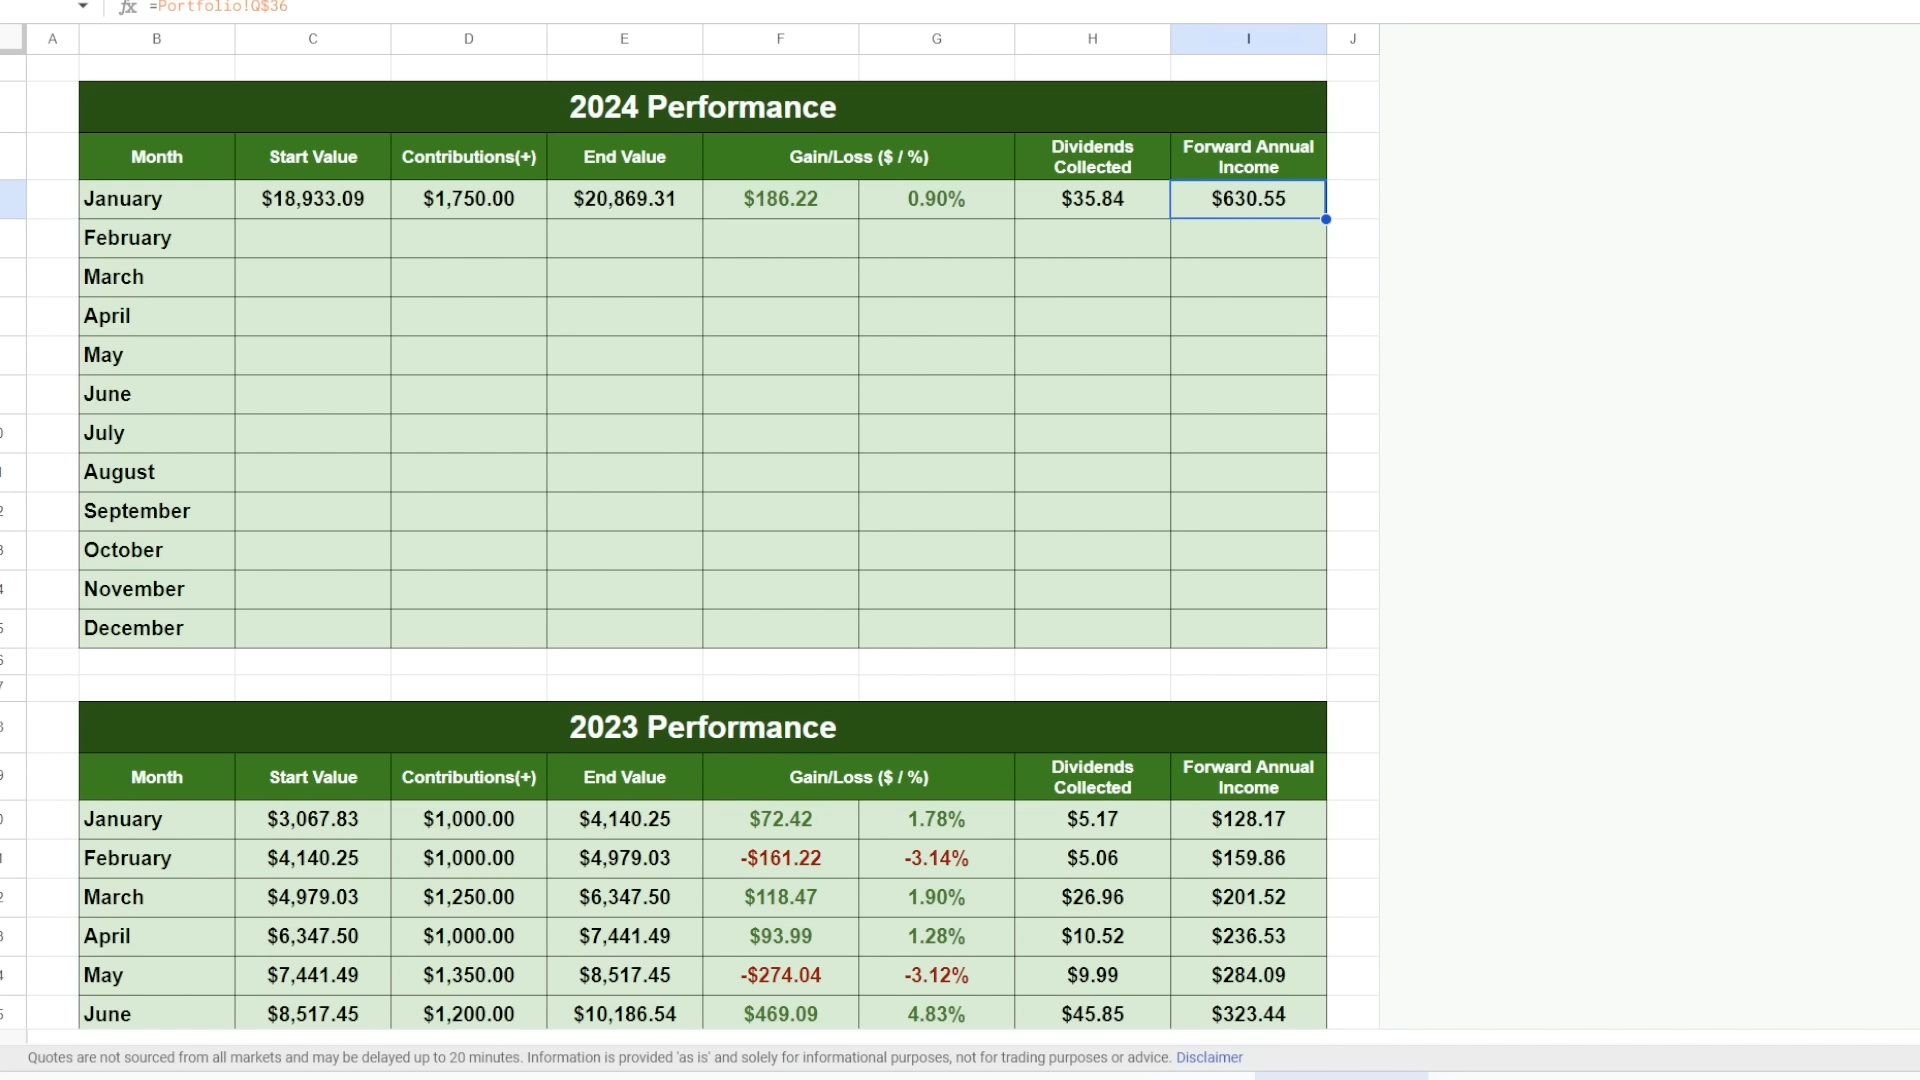 fx =Portfolio!Q$36
A B C D E F G H I J
2024 Performance
Month Start Value Contributions(+) End Value Gain/Loss ($ / %) Dividends Collected Forward Annual Income
January $18,933.09 $1,750.00 $20,869.31 $186.22 0.90% $35.84 $630.55
February
March
April
May
June
July
August
September
October
November
December
2023 Performance
Month Start Value Contributions(+) End Value Gain/Loss ($ / %) Dividends Collected Forward Annual Income
January $3,067.83 $1,000.00 $4,140.25 $72.42 1.78% $5.17 $128.17
February $4,140.25 $1,000.00 $4,979.03 -$161.22 -3.14% $5.06 $159.86
March $4,979.03 $1,250.00 $6,347.50 $118.47 1.90% $26.96 $201.52
April $6,347.50 $1,000.00 $7,441.49 $93.99 1.28% $10.52 $236.53
May $7,441.49 $1,350.00 $8,517.45 -$274.04 -3.12% $9.99 $284.09
June $8,517.45 $1,200.00 $10,186.54 $469.09 4.83% $45.85 $323.44
Quotes are not sourced from all markets and may be delayed up to 20 minutes. Information is provided 'as is' and solely for informational purposes, not for trading purposes or advice. Disclaimer